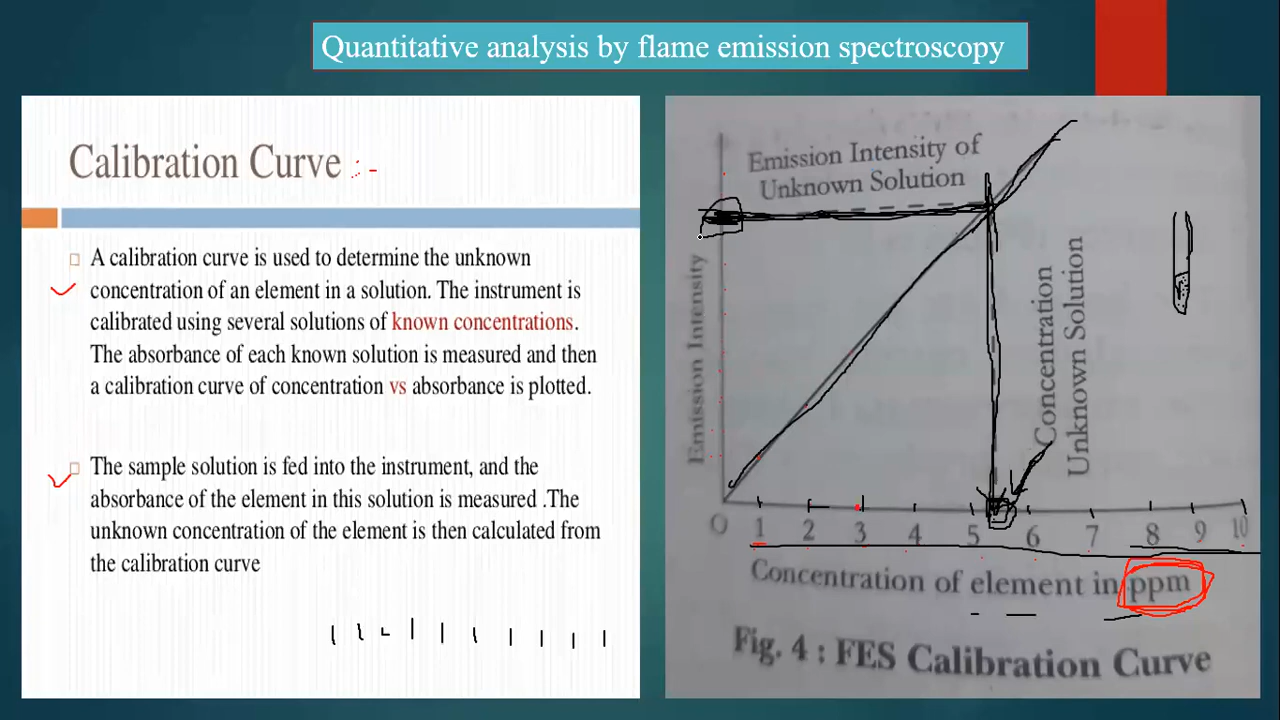 Quantitative analysis by flame emission spectroscopy
Calibration Curve :-
A calibration curve is used to determine the unknown
concentration of an element in a solution. The instrument is
calibrated using several solutions of known concentrations.
The absorbance of each known solution is measured and then
a calibration curve of concentration vs absorbance is plotted.
The sample solution is fed into the instrument, and the
absorbance of the element in this solution is measured .The
unknown concentration of the element is then calculated from
the calibration curve
Emission Intensity of
Unknown Solution
Emission Intensity
Concentration
Unknown Solution
O 1 2 3 4 5 6 7 8 9 10
Concentration of element in ppm
Fig. 4 : FES Calibration Curve